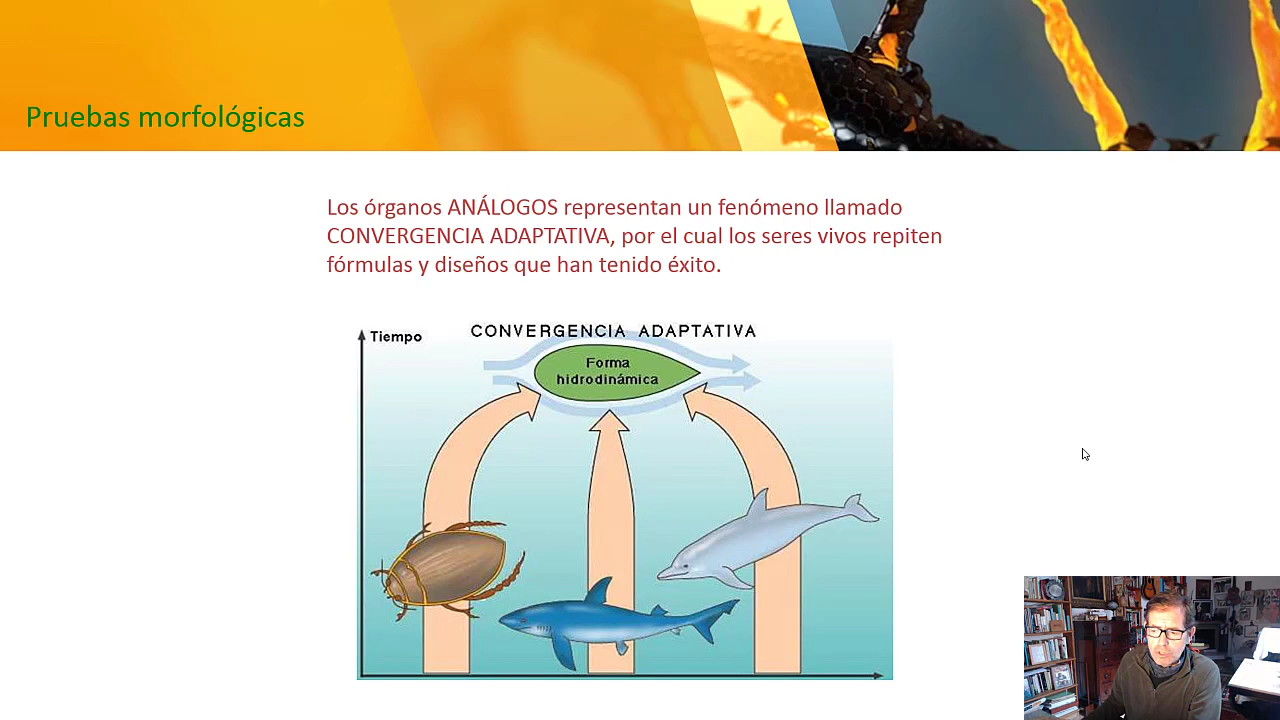 Pruebas morfológicas
Los órganos ANÁLOGOS representan un fenómeno llamado
CONVERGENCIA ADAPTATIVA, por el cual los seres vivos repiten
fórmulas y diseños que han tenido éxito.
Tiempo
CONVERGENCIA ADAPTATIVA
Forma
hidrodinámica